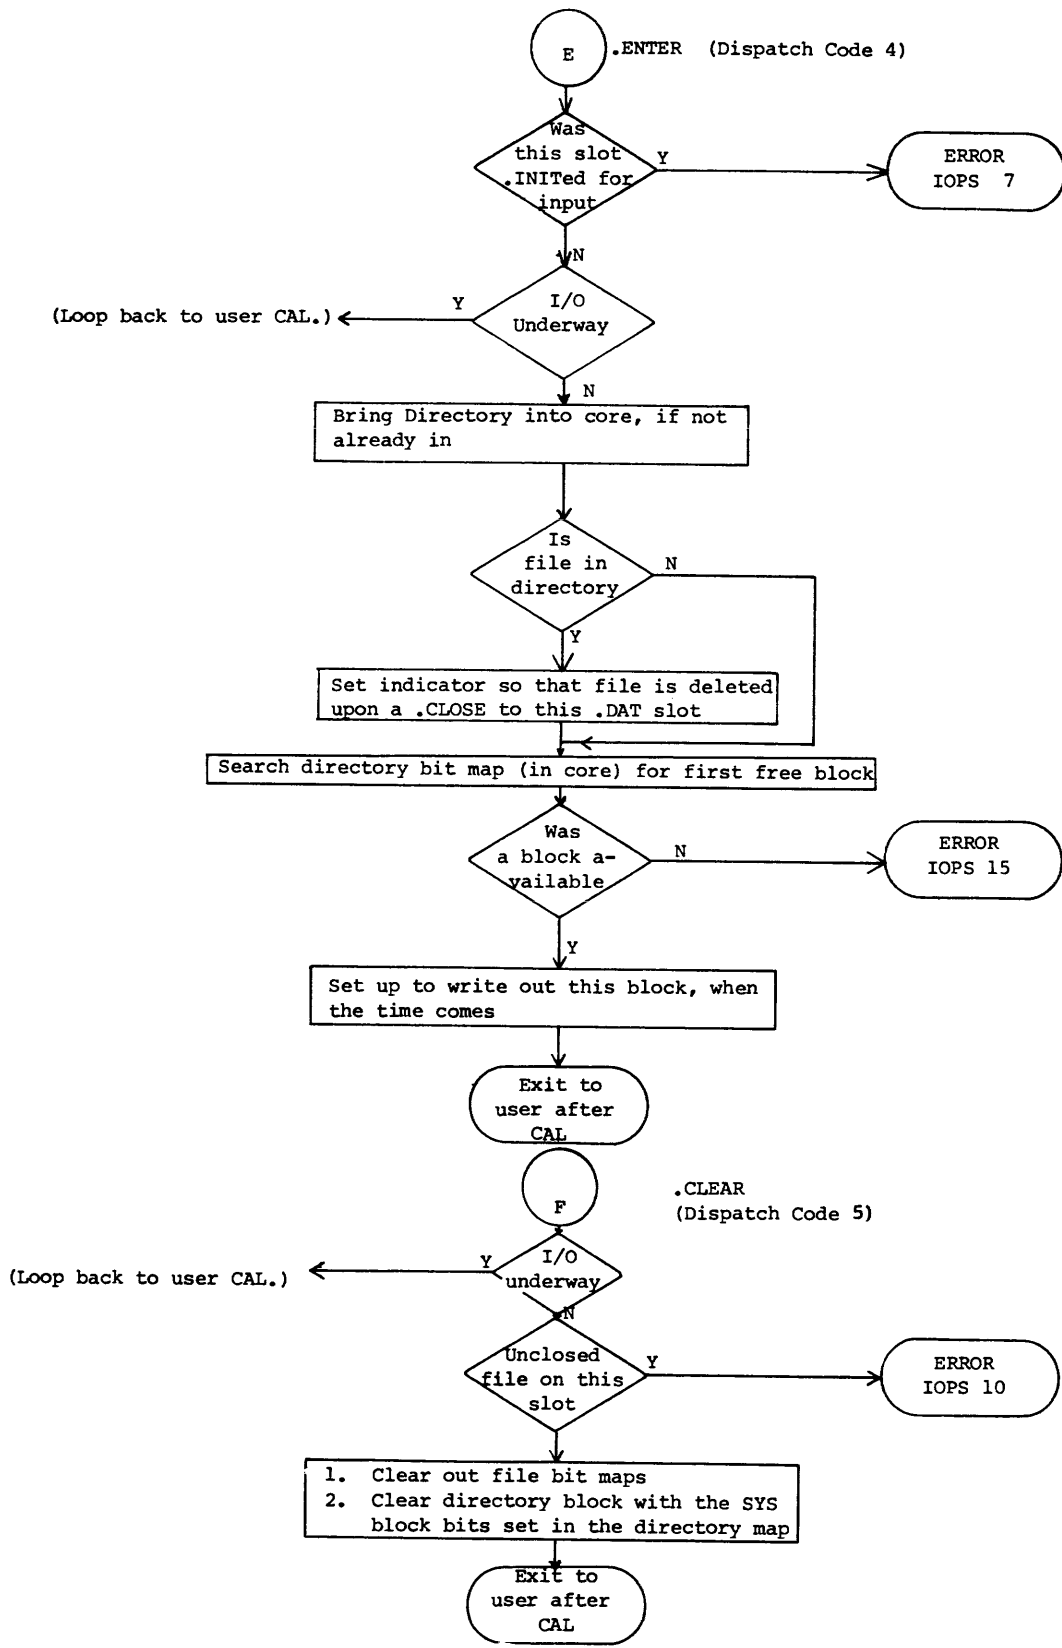 E
.ENTER (Dispatch Code 4)
Was
this slot
.INITed for
input
Y
ERROR
IOPS 7
N
I/O
Underway
Y
(Loop back to user CAL.)
N
Bring Directory into core, if not
already in
Is
file in
directory
N
Y
Set indicator so that file is deleted
upon a .CLOSE to this .DAT slot
Search directory bit map (in core) for first free block
Was
a block a-
vailable
N
ERROR
IOPS 15
Y
Set up to write out this block, when
the time comes
Exit to
user after
CAL
F
.CLEAR
(Dispatch Code 5)
I/O
underway
Y
(Loop back to user CAL.)
N
Unclosed
file on this
slot
Y
ERROR
IOPS 10
1. Clear out file bit maps
2. Clear directory block with the SYS
block bits set in the directory map
Exit to
user after
CAL